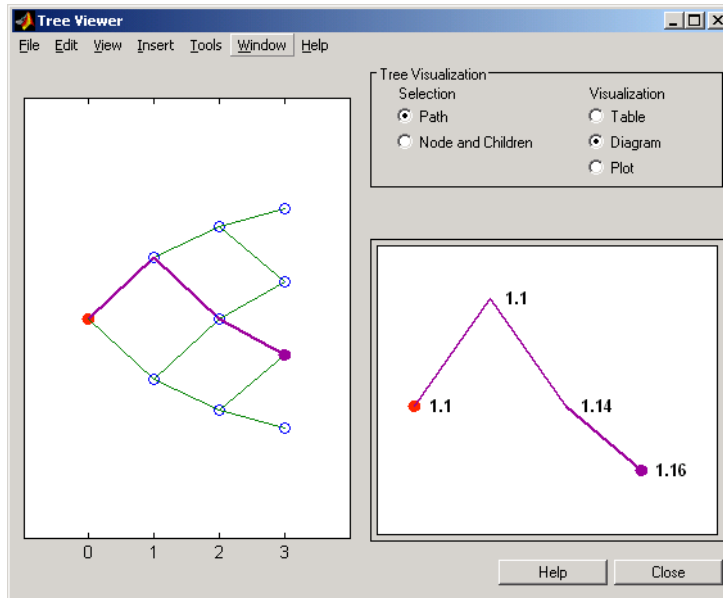 Tree Viewer
File Edit View Insert Tools Window Help
Tree Visualization
Selection Visualization
Path Table
Node and Children Diagram
Plot
1.1
1.1 1.14
1.16
0 1 2 3
Help Close